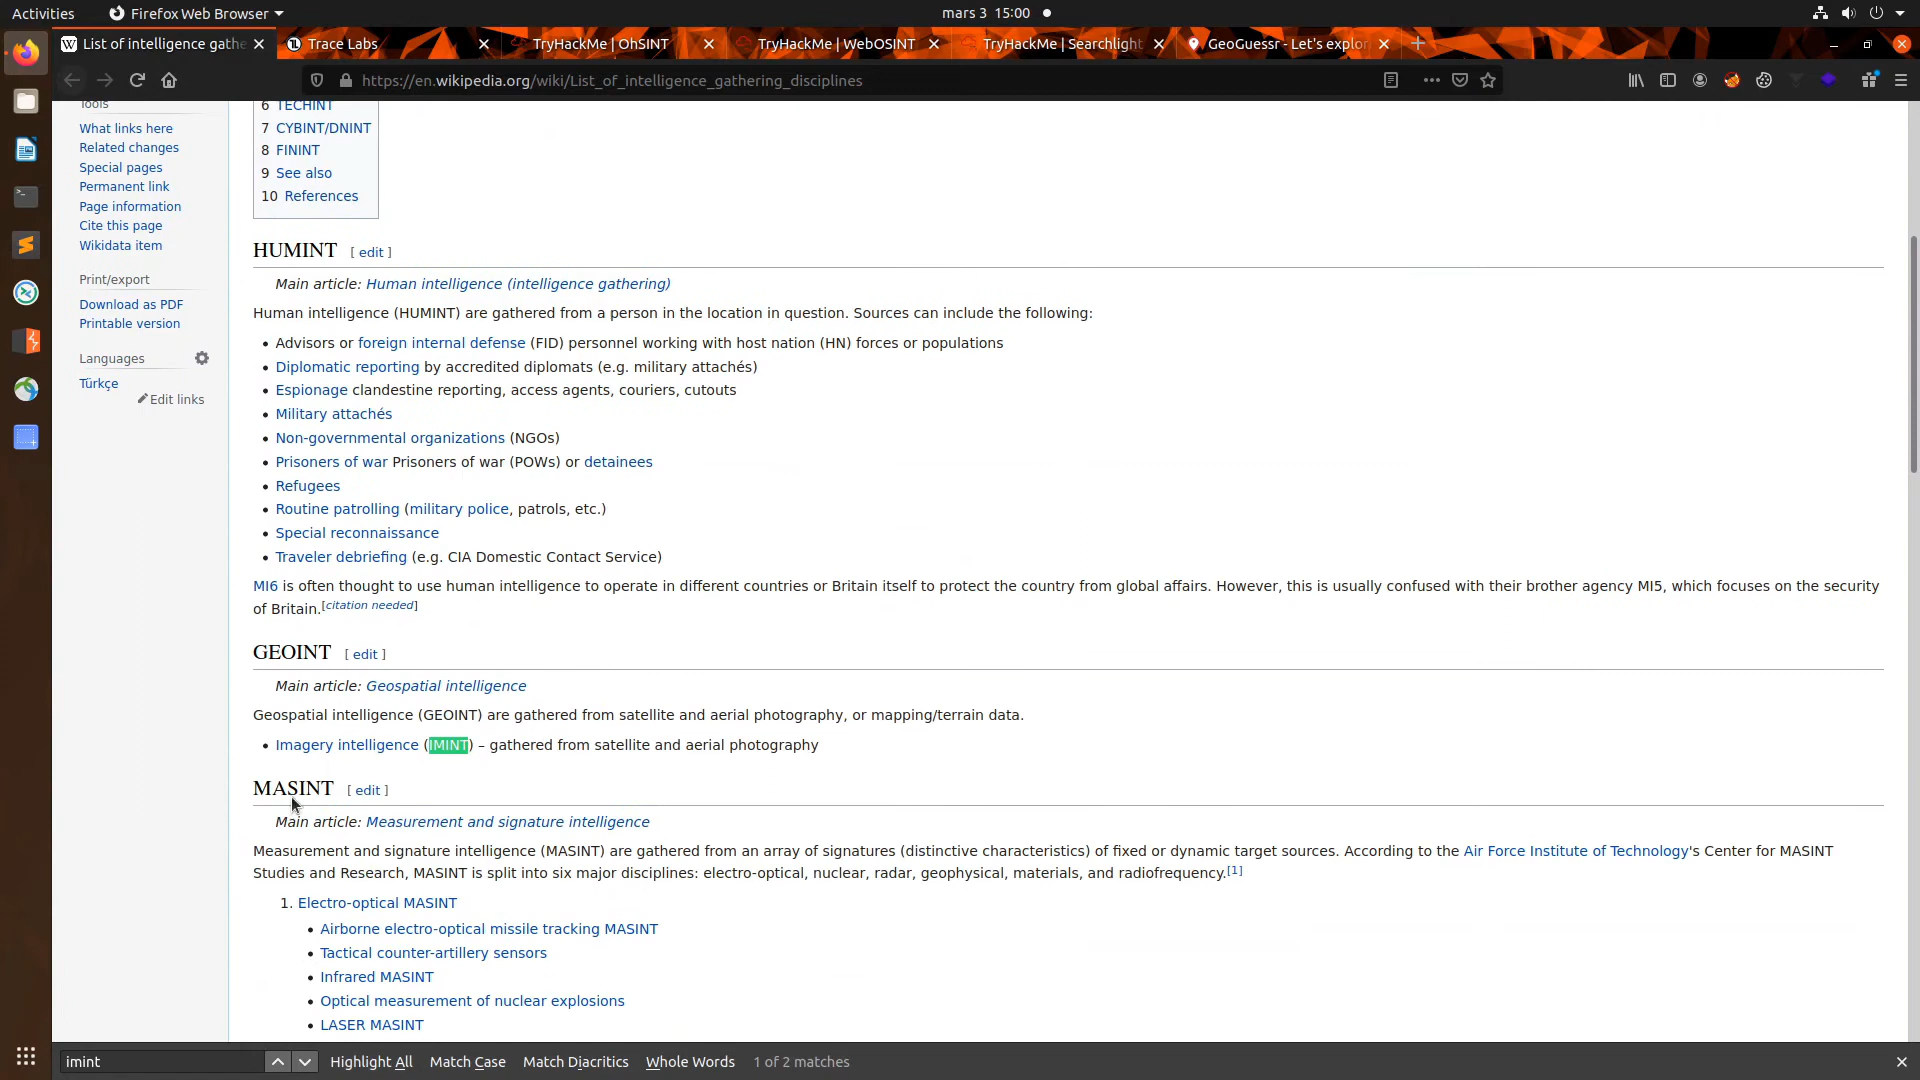 Activities
Firefox Web Browser
mars 3 15:00
List of intelligence gathe
Trace Labs
TryHackMe | OhSINT
TryHackMe | WebOSINT
TryHackMe | Searchlight
GeoGuessr - Let's explor
https://en.wikipedia.org/wiki/List_of_intelligence_gathering_disciplines
Tools
What links here
Related changes
Special pages
Permanent link
Page information
Cite this page
Wikidata item
Print/export
Download as PDF
Printable version
Languages
Türkçe
Edit links
6 TECHINT
7 CYBINT/DNINT
8 FININT
9 See also
10 References
HUMINT [ edit ]
Main article: Human intelligence (intelligence gathering)
Human intelligence (HUMINT) are gathered from a person in the location in question. Sources can include the following:
• Advisors or foreign internal defense (FID) personnel working with host nation (HN) forces or populations
• Diplomatic reporting by accredited diplomats (e.g. military attachés)
• Espionage clandestine reporting, access agents, couriers, cutouts
• Military attachés
• Non-governmental organizations (NGOs)
• Prisoners of war Prisoners of war (POWs) or detainees
• Refugees
• Routine patrolling (military police, patrols, etc.)
• Special reconnaissance
• Traveler debriefing (e.g. CIA Domestic Contact Service)
MI6 is often thought to use human intelligence to operate in different countries or Britain itself to protect the country from global affairs. However, this is usually confused with their brother agency MI5, which focuses on the security
of Britain.[citation needed]
GEOINT [ edit ]
Main article: Geospatial intelligence
Geospatial intelligence (GEOINT) are gathered from satellite and aerial photography, or mapping/terrain data.
• Imagery intelligence (IMINT) – gathered from satellite and aerial photography
MASINT [ edit ]
Main article: Measurement and signature intelligence
Measurement and signature intelligence (MASINT) are gathered from an array of signatures (distinctive characteristics) of fixed or dynamic target sources. According to the Air Force Institute of Technology's Center for MASINT
Studies and Research, MASINT is split into six major disciplines: electro-optical, nuclear, radar, geophysical, materials, and radiofrequency.[1]
1. Electro-optical MASINT
• Airborne electro-optical missile tracking MASINT
• Tactical counter-artillery sensors
• Infrared MASINT
• Optical measurement of nuclear explosions
• LASER MASINT
imint
Highlight All
Match Case
Match Diacritics
Whole Words
1 of 2 matches